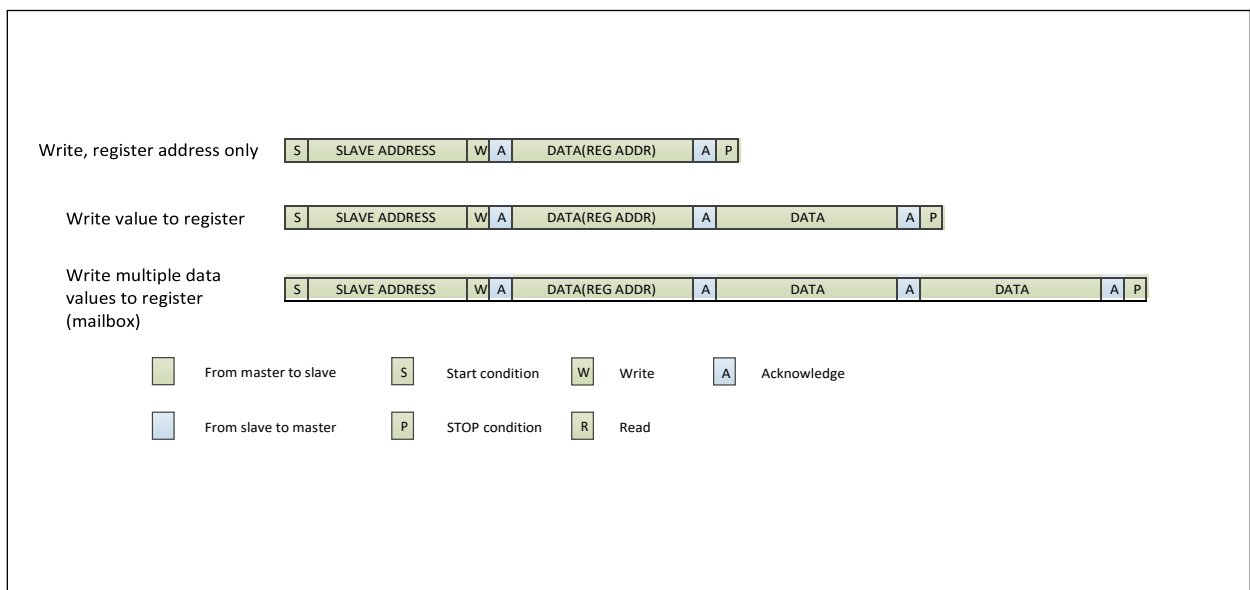 Write, register address only S SLAVE ADDRESS W A DATA(REG ADDR) A P
Write value to register S SLAVE ADDRESS W A DATA(REG ADDR) A DATA A P
Write multiple data
values to register
(mailbox)
S SLAVE ADDRESS W A DATA(REG ADDR) A DATA A DATA A P
From master to slave S Start condition W Write A Acknowledge
From slave to master P STOP condition R Read